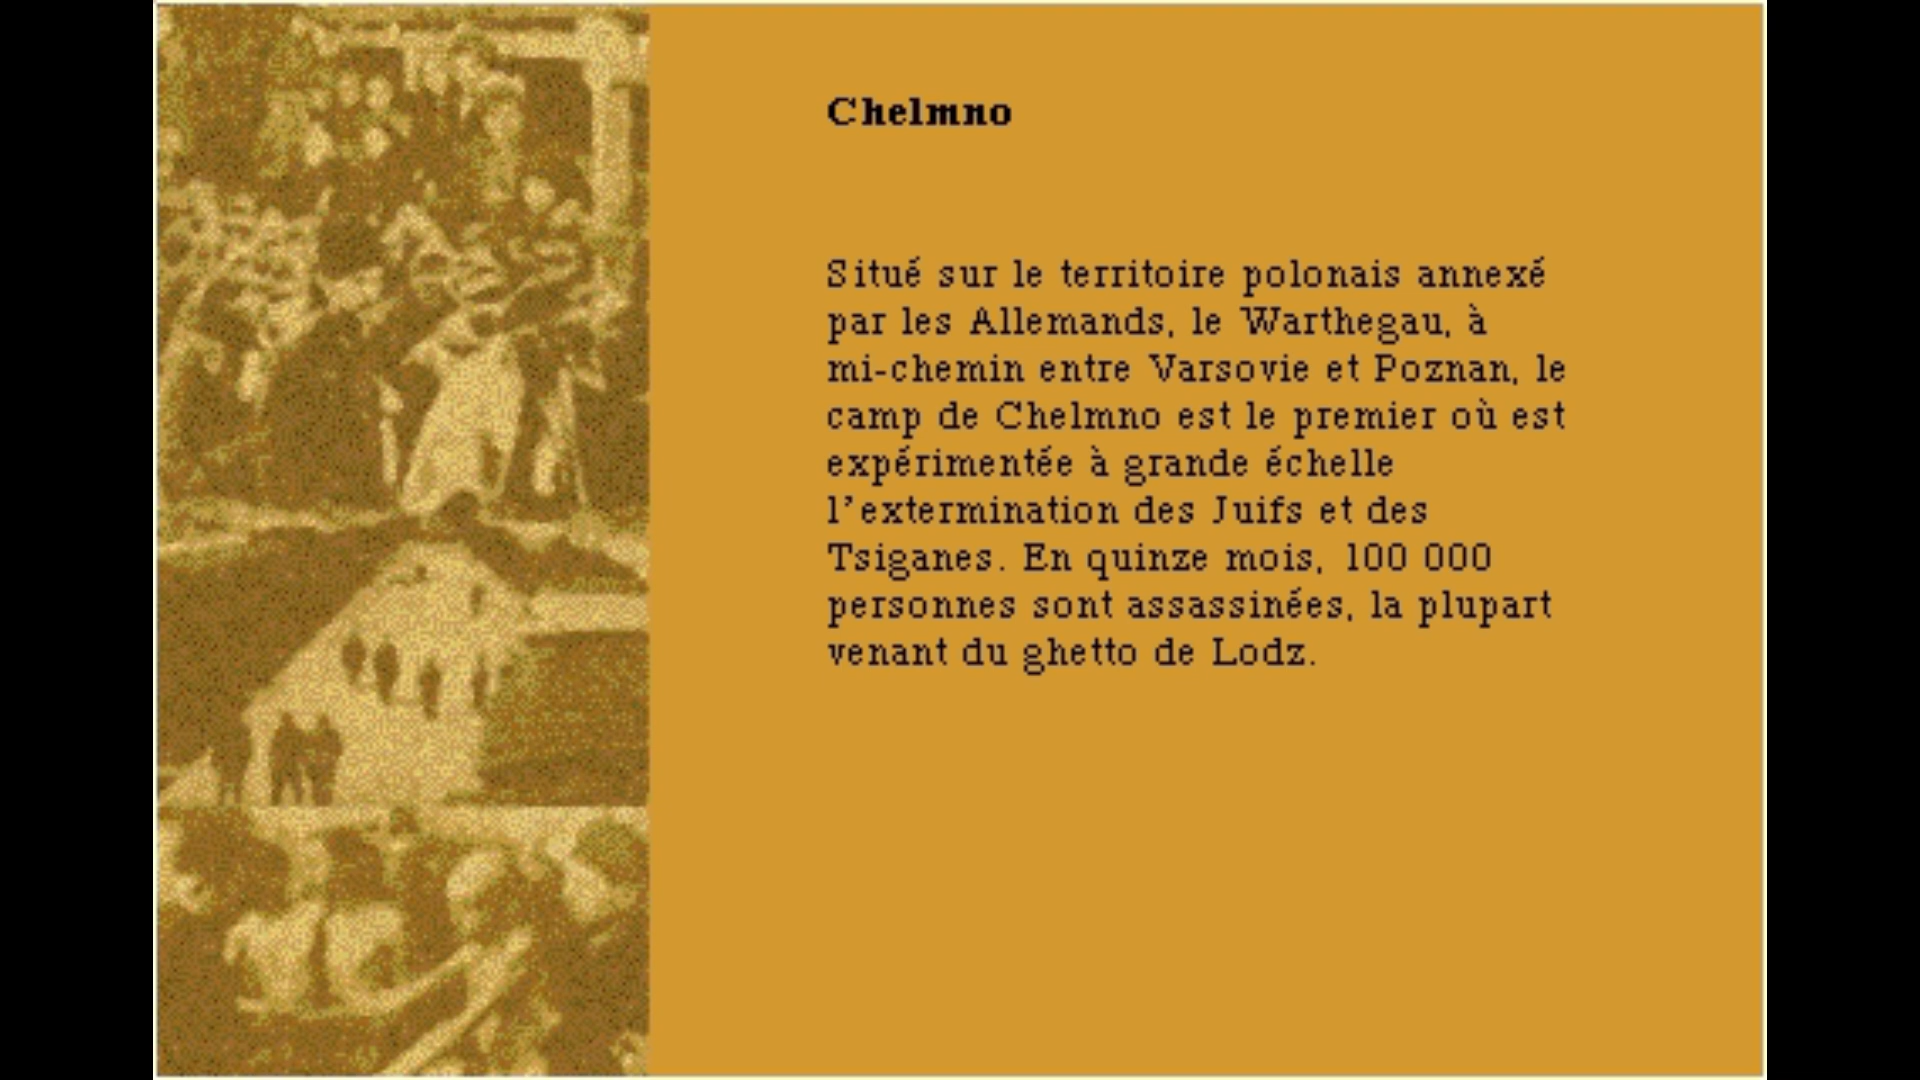 Chelmno
Situé sur le territoire polonais annexé
par les Allemands, le Warthegau, à
mi-chemin entre Varsovie et Poznan, le
camp de Chelmno est le premier où est
expérimentée à grande échelle
l’extermination des Juifs et des
Tsiganes. En quinze mois, 100 000
personnes sont assassinées, la plupart
venant du ghetto de Lodz.